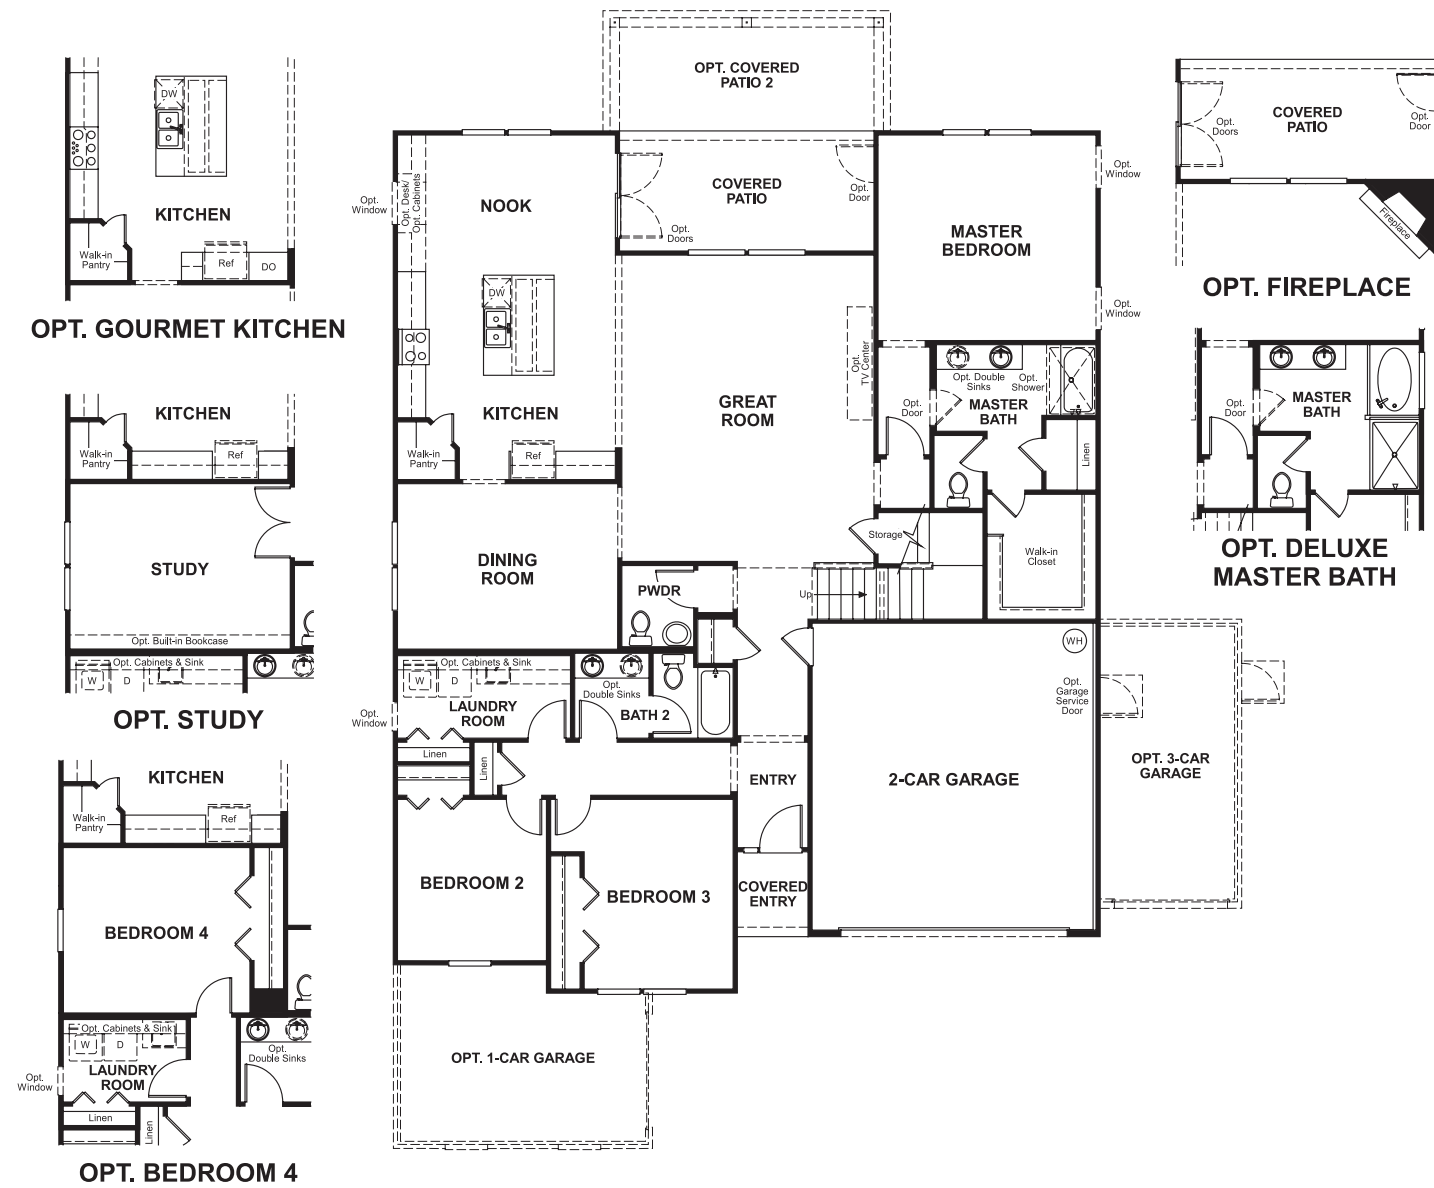 DW
KITCHEN
Walk-in
Pantry
Ref
DO
OPT. GOURMET KITCHEN
KITCHEN
Walk-in
Pantry
Ref
STUDY
Opt. Built-in Bookcase
Opt. Cabinets & Sink
W
D
OPT. STUDY
KITCHEN
Walk-in
Pantry
Ref
BEDROOM 4
Opt. Cabinets & Sink
W
D
Opt.
Double Sinks
LAUNDRY
ROOM
Opt.
Window
Linen
Linen
OPT. BEDROOM 4
OPT. COVERED
PATIO 2
Opt.
Window
Opt. Desk/
Opt. Cabinets
NOOK
COVERED
PATIO
Opt.
Doors
Opt.
Door
MASTER
BEDROOM
Opt.
Window
Opt.
Window
DW
KITCHEN
Walk-in
Pantry
Ref
GREAT
ROOM
Opt.
TV Center
Opt. Double
Sinks
Opt.
Shower
Opt.
Door
MASTER
BATH
Linen
DINING
ROOM
Storage
Walk-in
Closet
PWDR
Up
WH
Opt. Cabinets & Sink
W
D
Opt.
Double Sinks
LAUNDRY
ROOM
BATH 2
Opt.
Window
Linen
Linen
Opt.
Garage
Service
Door
ENTRY
2-CAR GARAGE
OPT. 3-CAR
GARAGE
BEDROOM 2
BEDROOM 3
COVERED
ENTRY
OPT. 1-CAR GARAGE
Opt.
Doors
COVERED
PATIO
Opt.
Door
Fireplace
OPT. FIREPLACE
Opt.
Door
MASTER
BATH
OPT. DELUXE
MASTER BATH